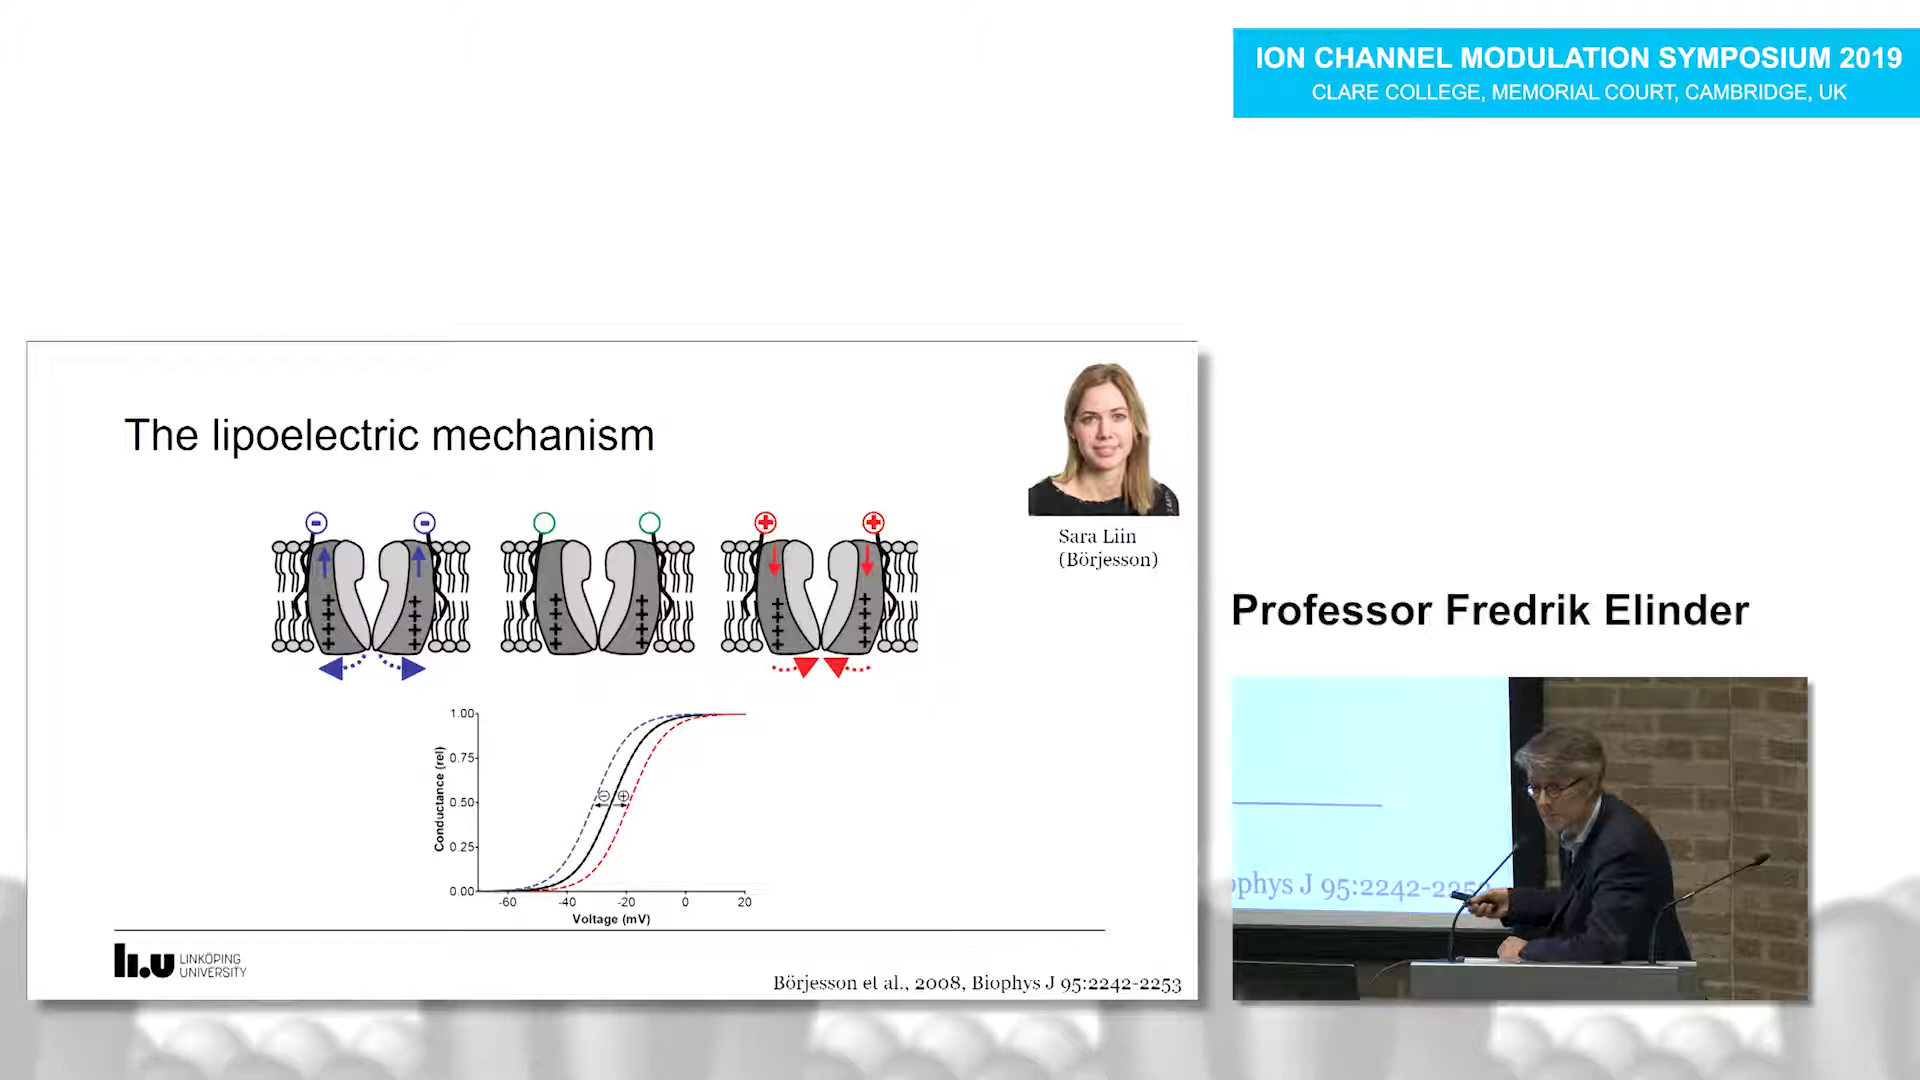 ION CHANNEL MODULATION SYMPOSIUM 2019
CLARE COLLEGE, MEMORIAL COURT, CAMBRIDGE, UK
The lipoelectric mechanism
Sara Liin
(Börjesson)
Professor Fredrik Elinder
1.00
0.75
0.50
0.25
0.00
Conductance (rel)
-60 -40 -20 0 20
Voltage (mV)
li.u LINKÖPING
UNIVERSITY
Börjesson et al., 2008, Biophys J 95:2242-2253
ophys J 95:2242-2253